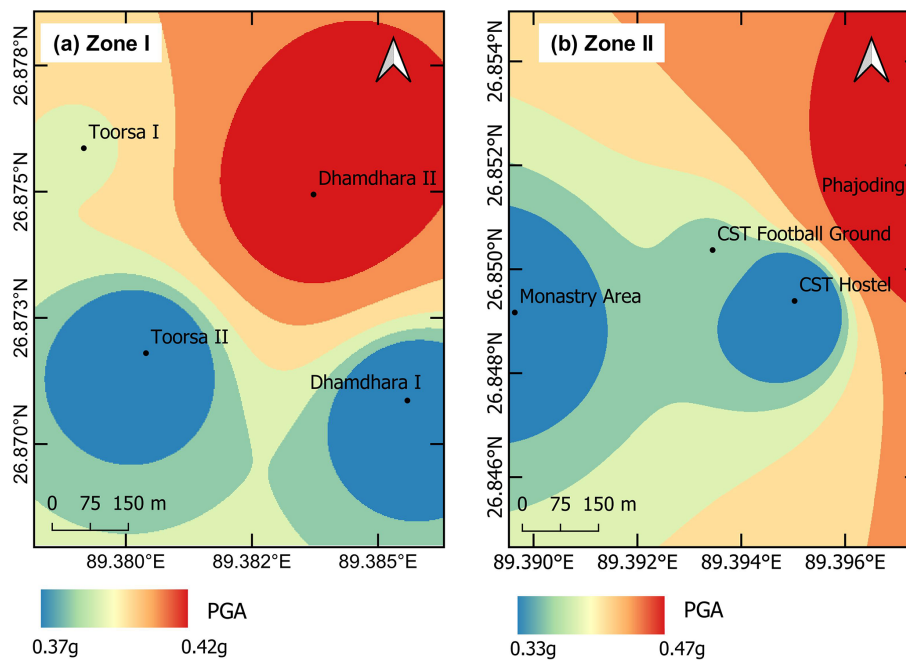 (a) Zone I
26.878°N
26.875°N
26.873°N
26.870°N
Toorsa I
Dhamdhara II
Toorsa II
Dhamdhara I
0 75 150 m
89.380°E 89.382°E 89.385°E
PGA
0.37g 0.42g
(b) Zone II
26.854°N
26.852°N
26.850°N
26.848°N
26.846°N
Phajoding
CST Football Ground
CST Hostel
Monastry Area
0 75 150 m
89.390°E 89.392°E 89.394°E 89.396°E
PGA
0.33g 0.47g